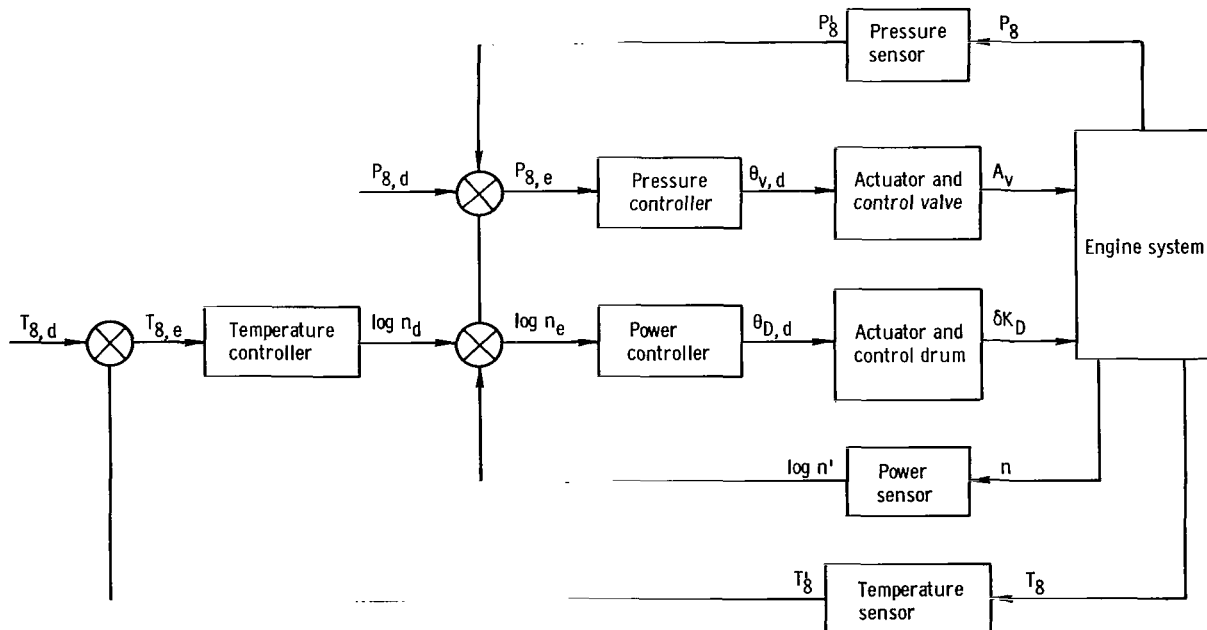 P'8
Pressure
sensor
P8
P8, d
P8, e
Pressure
controller
θv, d
Actuator and
control valve
Av
Engine system
T8, d
T8, e
Temperature
controller
log nd
log ne
Power
controller
θD, d
Actuator and
control drum
δKD
log n'
Power
sensor
n
T'8
Temperature
sensor
T8